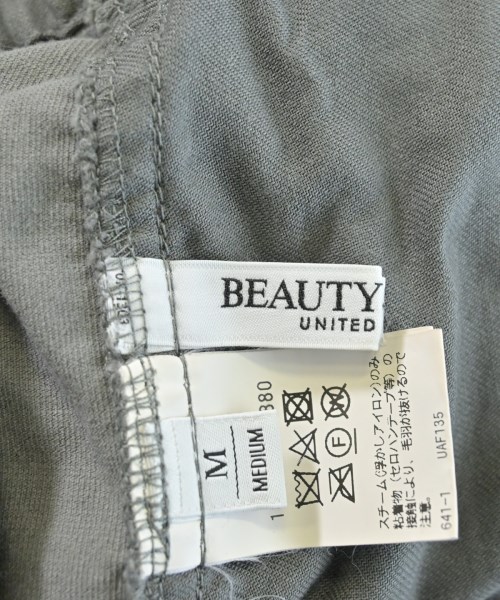 BEAUTY
UNITED
M
MEDIUM
F
スチーム(浮かしアイロン)のみ
粘着物(セロハンテープ等)の
接触により、毛羽が抜けるので
注意
641-1 UAF135